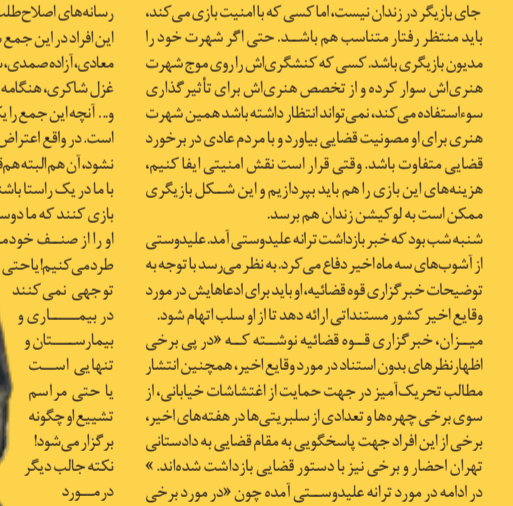 جای بازیگر در زندان نیست، اما کسی که با امنیت بازی می‌کند،
باید منتظر رفتار متناسب هم باشد. حتی اگر شهرت خود را
مدیون بازیگری باشد. کسی که کنشگری‌اش را روی موج شهرت
هنری‌اش سوار کرده و از تخصص هنری‌اش برای تأثیرگذاری
سوءاستفاده می‌کند، نمی‌تواند انتظار داشته باشد همین شهرت
هنری برای او مصونیت قضایی بیاورد و با مردم عادی در برخورد
قضایی متفاوت باشد. وقتی قرار است نقش امنیتی ایفا کنیم،
هزینه‌های این بازی را هم باید بپردازیم و این شکل بازیگری
ممکن است به لوکیشن زندان هم برسد.
شنبه شب بود که خبر بازداشت ترانه علیدوستی آمد. علیدوستی
از آشوب‌های سه ماه اخیر دفاع می‌کرد. به نظر می‌رسد با توجه به
توضیحات خبرگزاری قوه قضائیه، او باید برای ادعاهایش در مورد
وقایع اخیر کشور مستنداتی ارائه دهد تا از او سلب اتهام شود.
میزان، خبرگزاری قوه قضائیه نوشته که «در پی برخی
اظهارنظرهای بدون استناد در مورد وقایع اخیر، همچنین انتشار
مطالب تحریک‌آمیز در جهت حمایت از اغتشاشات خیابانی، از
سوی برخی چهره‌ها و تعدادی از سلبریتی‌ها در هفته‌های اخیر،
برخی از این افراد جهت پاسخگویی به مقام قضایی به دادستانی
تهران احضار و برخی نیز با دستور قضایی بازداشت شده‌اند. »
در ادامه در مورد ترانه علیدوستی آمده چون «در مورد برخی
رسانه‌های اصلاح‌طلب
این افراد در این جمع
معادی، آزاده صمدی،
غزل شاکری، هنگامه
و... آنچه این جمع را
است. در واقع اعتراض
نشود، آن هم البته هم
با ما در یک راستا
بازی کنند که ما
او را از صنف
طرد می‌کنیم! یا حتی
توجهی نمی‌کنند
در بیماری و
بیمارستان و
تنهایی است
یا حتی مراسم
تشییع او چگونه
برگزار می‌شود!
نکته جالب دیگر
در مورد